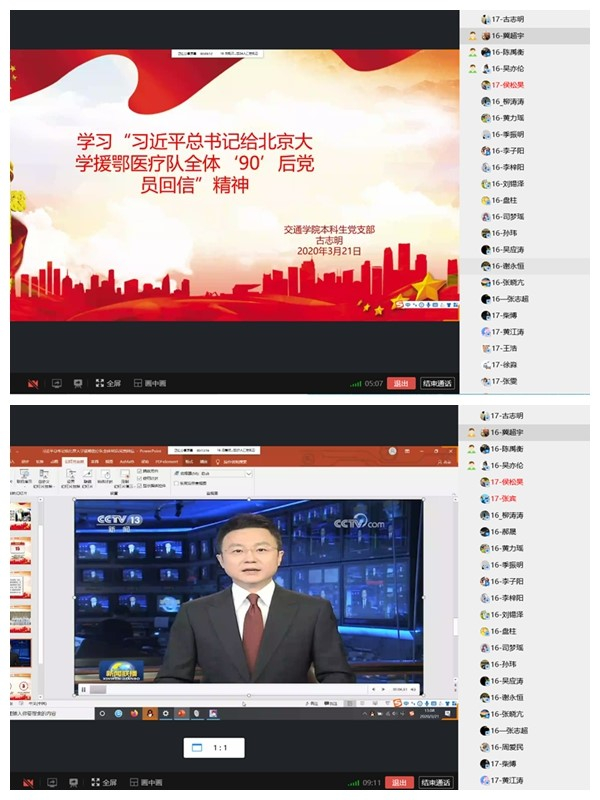 学习“习近平总书记给北京大
学援鄂医疗队全体‘90’后党
员回信”精神
交通学院本科生党支部
古志明
2020年3月21日
全屏
画中画
05:07
退出
结束通话
17-古志明
16-冀超宇
16-陈禹衡
16-吴亦伦
17-侯松昊
16_柳涛涛
16-黄力瑶
16-季振明
16-李子阳
16-李梓阳
16-刘锡泽
16-盘柱
16-司梦瑶
16-孙玮
16-吴应涛
16-谢永恒
16-张晓亢
16—张志超
17-柴博
17-黄江涛
17-王浩
17-徐淼
17-张雯
CCTV 13
新闻
CCTV.com
新闻联播
1:1
全屏
画中画
09:11
退出
结束通话
17-古志明
16-冀超宇
16-陈禹衡
16-吴亦伦
17-侯松昊
17-张宾
16_柳涛涛
16-郝晟
16-黄力瑶
16-季振明
16-李子阳
16-李梓阳
16-刘锡泽
16-盘柱
16-司梦瑶
16-孙玮
16-吴应涛
16-谢永恒
16-张晓亢
16—张志超
16-周爱民
17-柴博
17-黄江涛